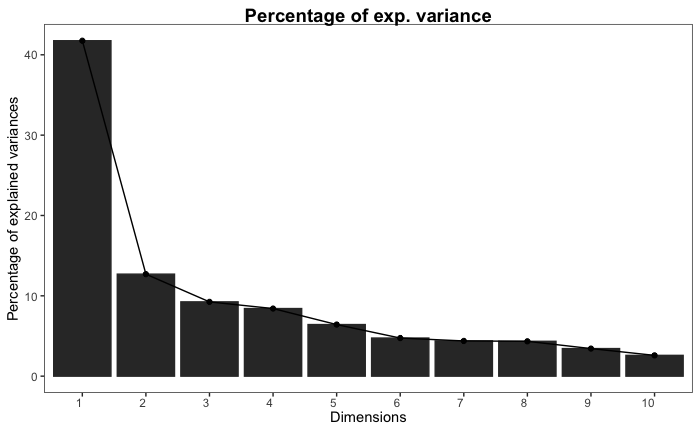 Percentage of exp. variance
Percentage of explained variances
40
30
20
10
0
1 2 3 4 5 6 7 8 9 10
Dimensions